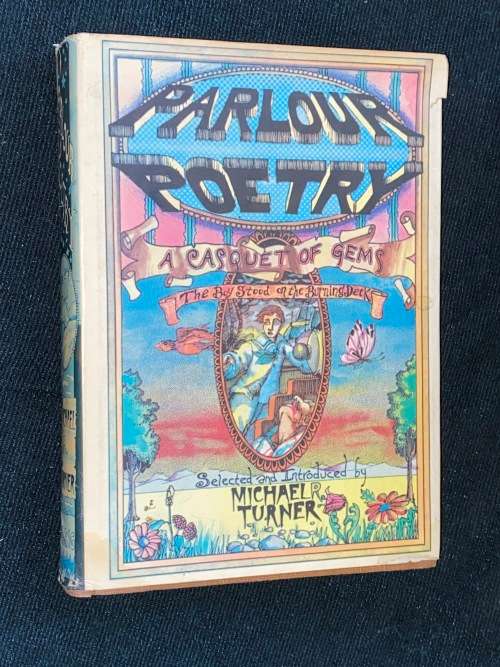 PARLOUR
POETRY
A CASQUET OF GEMS
The Boy Stood on the Burning Deck
Selected and Introduced by
MICHAEL R.
TURNER